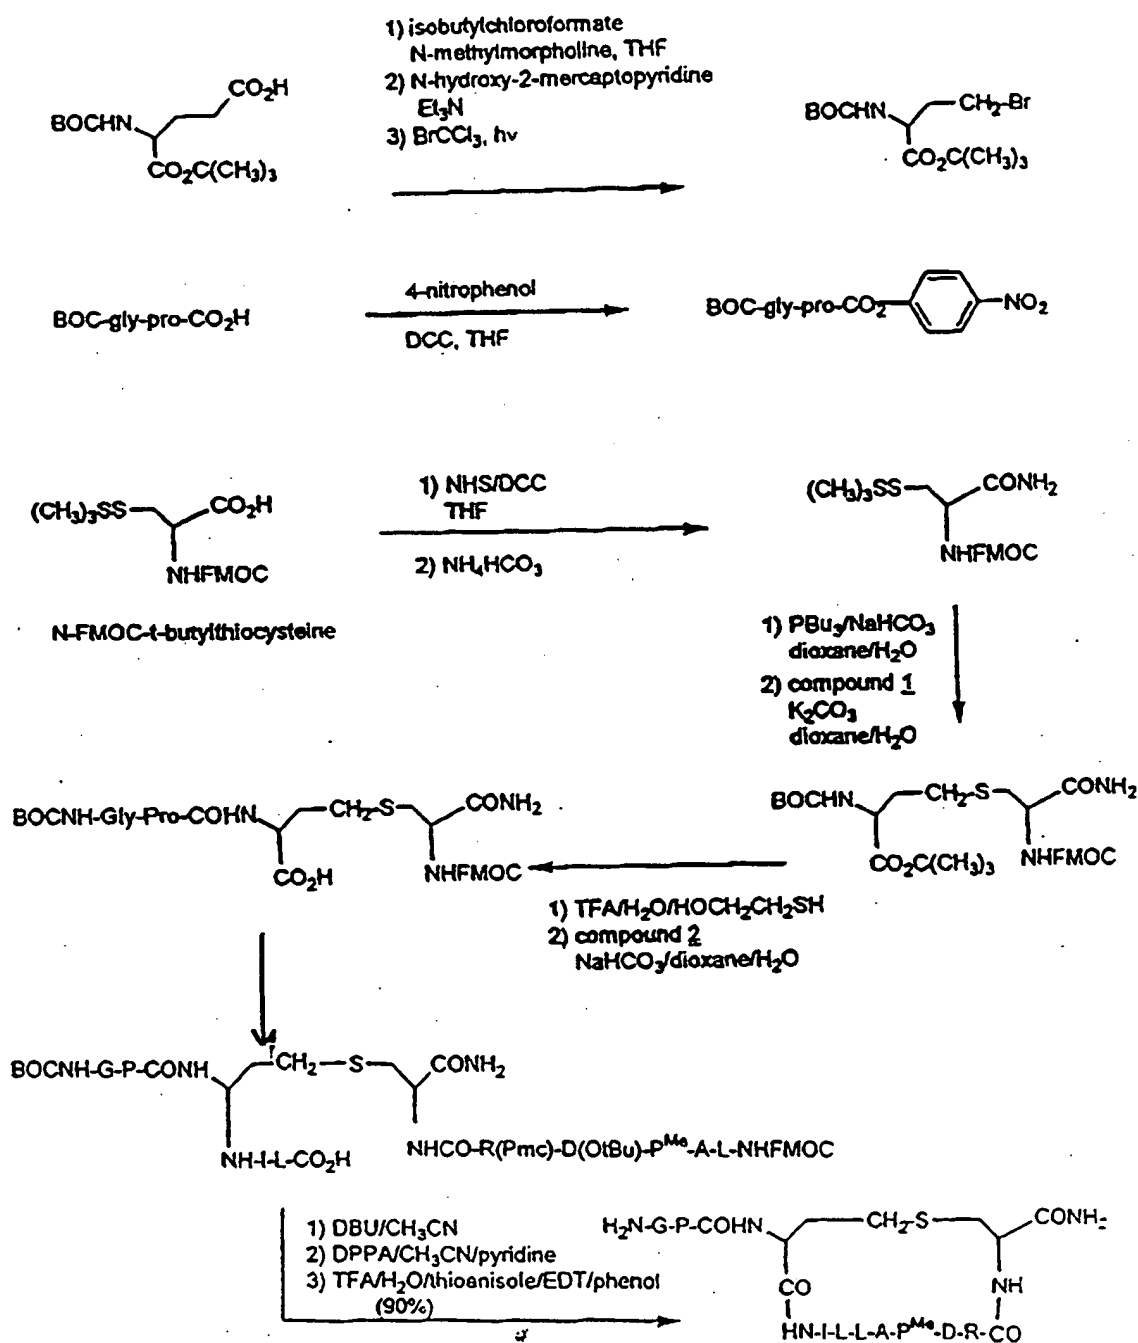 1) isobutylchloroformate
N-methylmorpholine, THF
2) N-hydroxy-2-mercaptopyridine
Et₃N
3) BrCCl₃, hv
CO₂H
BOCHN
CO₂C(CH₃)₃
CH₂-Br
BOCHN
CO₂C(CH₃)₃
BOC-gly-pro-CO₂H
4-nitrophenol
DCC, THF
BOC-gly-pro-CO₂
NO₂
(CH₃)₃SS
CO₂H
NHFMOC
N-FMOC-t-butylthiocysteine
1) NHS/DCC
THF
2) NH₄HCO₃
(CH₃)₃SS
CONH₂
NHFMOC
1) PBu₃/NaHCO₃
dioxane/H₂O
2) compound 1
K₂CO₃
dioxane/H₂O
BOCHN
CH₂-S
CONH₂
CO₂C(CH₃)₃
NHFMOC
1) TFA/H₂O/HOCH₂CH₂SH
2) compound 2
NaHCO₃/dioxane/H₂O
BOCNH-Gly-Pro-COHN
CH₂-S
CONH₂
CO₂H
NHFMOC
BOCNH-G-P-CONH
CH₂-S
CONH₂
NH-I-L-CO₂H
NHCO-R(Pmc)-D(OtBu)-Pᴹᵉ-A-L-NHFMOC
1) DBU/CH₃CN
2) DPPA/CH₃CN/pyridine
3) TFA/H₂O/thioanisole/EDT/phenol
(90%)
H₂N-G-P-COHN
CH₂-S
CONH₂
CO
NH
HN-I-L-L-A-Pᴹᵉ-D-R-CO